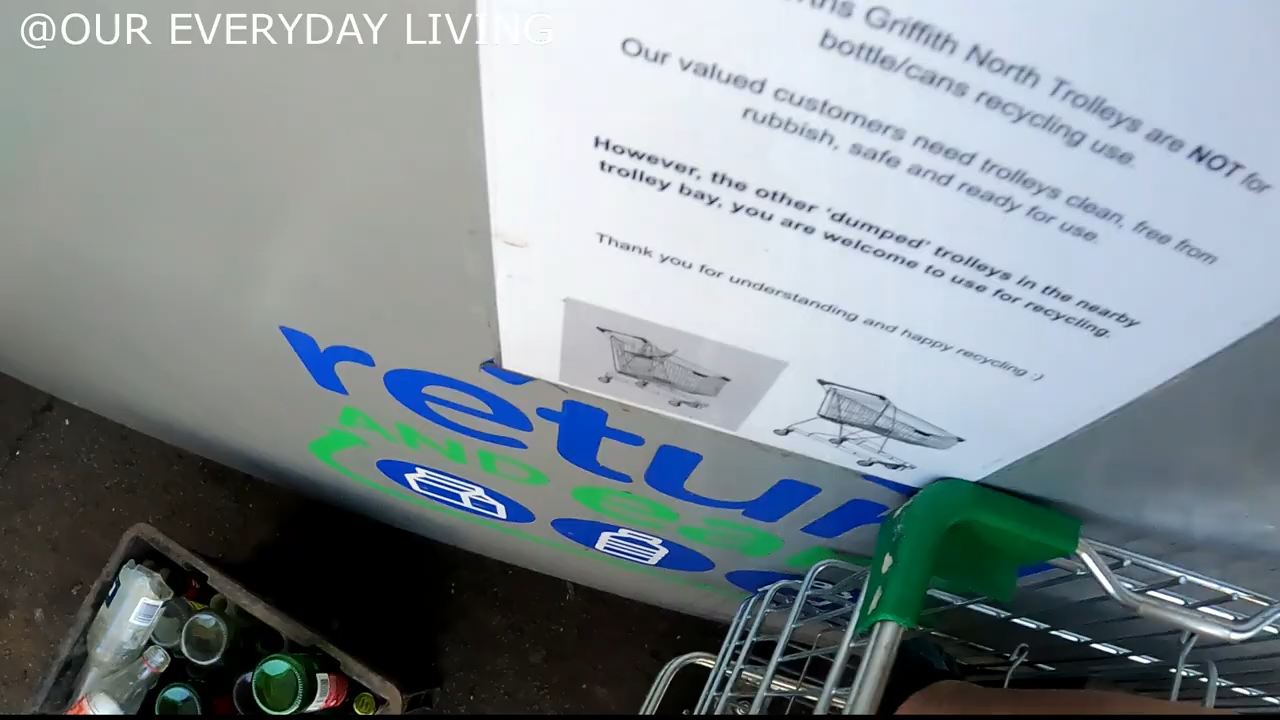 @OUR EVERYDAY LIVING
Griffith North Trolleys are NOT for
bottle/cans recycling use.
Our valued customers need trolleys clean, free from
rubbish, safe and ready for use.
However, the other 'dumped' trolleys in the nearby
trolley bay, you are welcome to use for recycling.
Thank you for understanding and happy recycling :)
return
AND earn